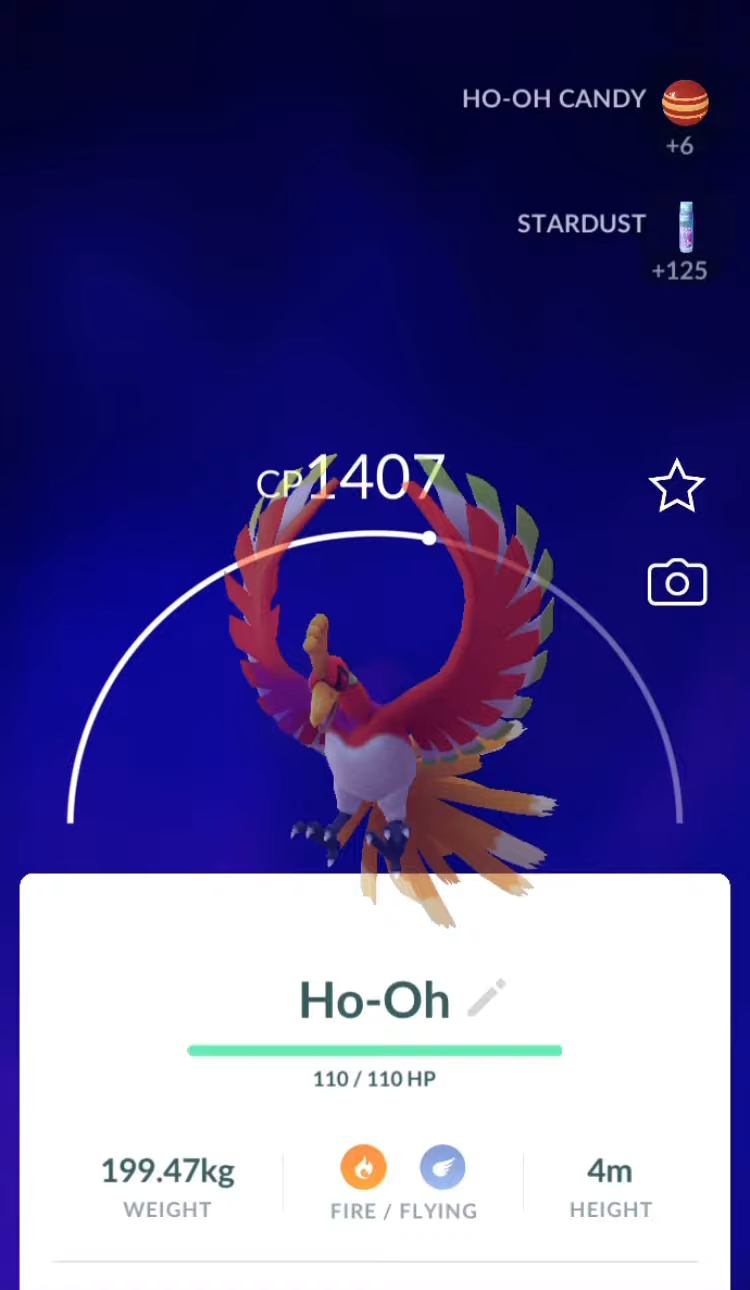 HO-OH CANDY
+6
STARDUST
+125
CP1407
Ho-Oh
110 / 110 HP
199.47kg
WEIGHT
FIRE / FLYING
4m
HEIGHT